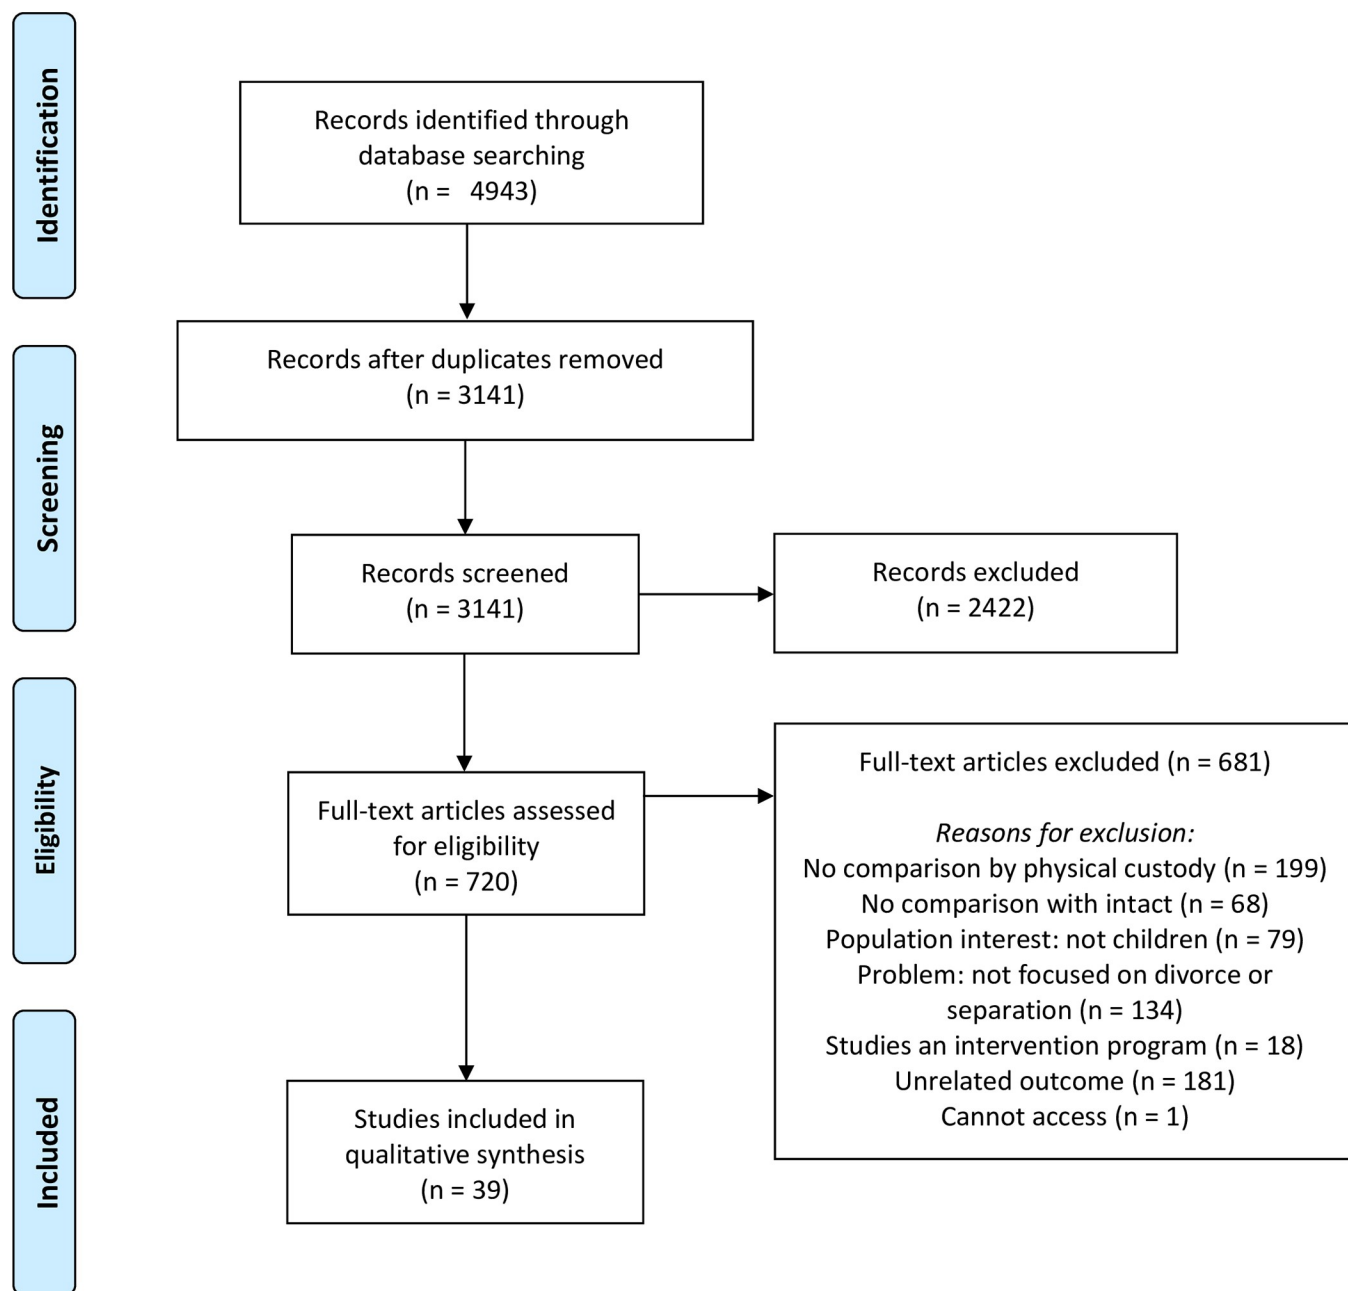 Identification
Records identified through
database searching
(n =   4943)
Records after duplicates removed
(n = 3141)
Screening
Records screened
(n = 3141)
Records excluded
(n = 2422)
Eligibility
Full-text articles assessed
for eligibility
(n = 720)
Full-text articles excluded (n = 681)
Reasons for exclusion:
No comparison by physical custody (n = 199)
No comparison with intact (n = 68)
Population interest: not children (n = 79)
Problem: not focused on divorce or
separation (n = 134)
Studies an intervention program (n = 18)
Unrelated outcome (n = 181)
Cannot access (n = 1)
Included
Studies included in
qualitative synthesis
(n = 39)